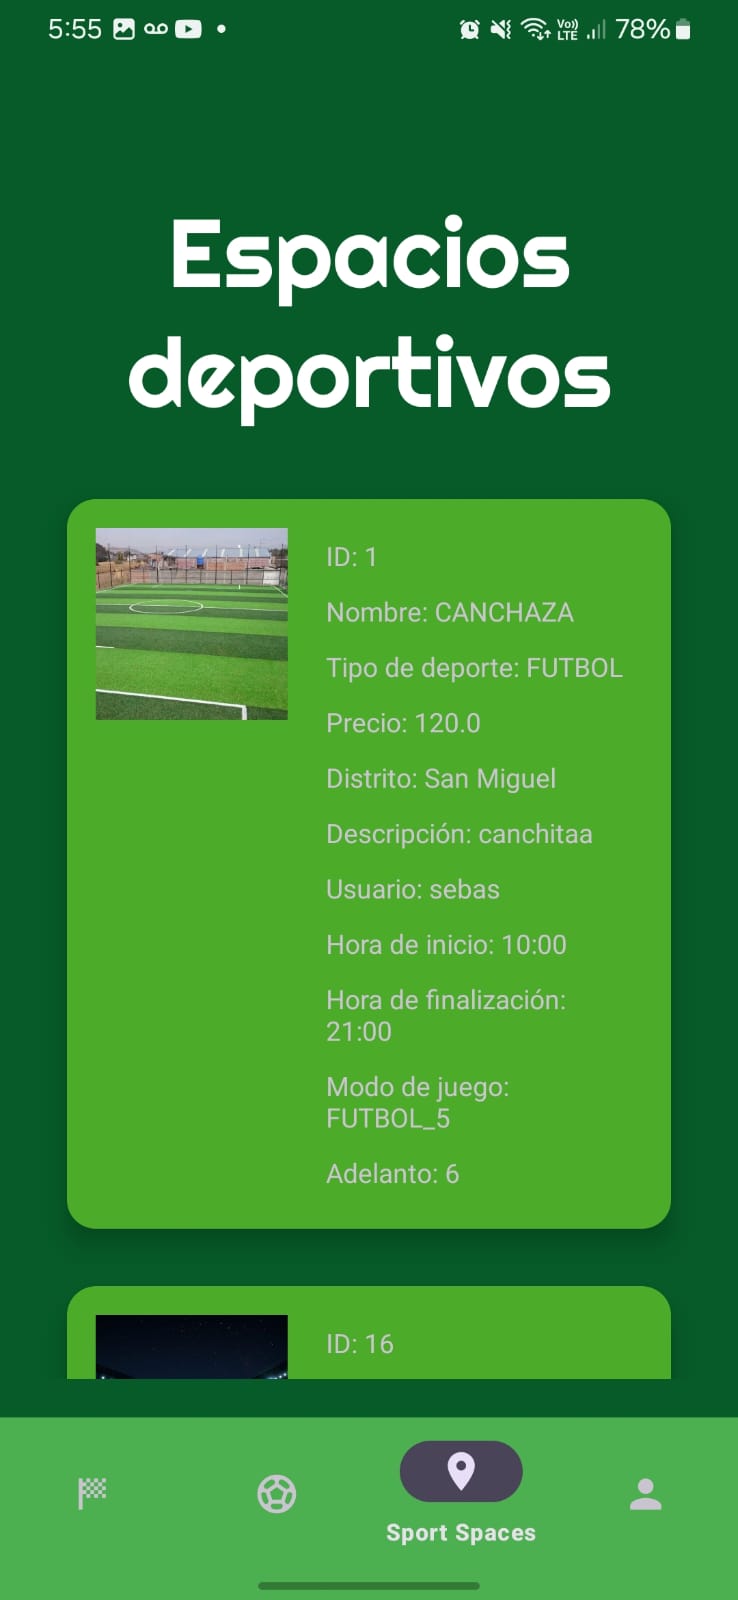 5:55
Vo))
LTE
78%
Espacios
deportivos
ID: 1
Nombre: CANCHAZA
Tipo de deporte: FUTBOL
Precio: 120.0
Distrito: San Miguel
Descripción: canchitaa
Usuario: sebas
Hora de inicio: 10:00
Hora de finalización:
21:00
Modo de juego:
FUTBOL_5
Adelanto: 6
ID: 16
Sport Spaces